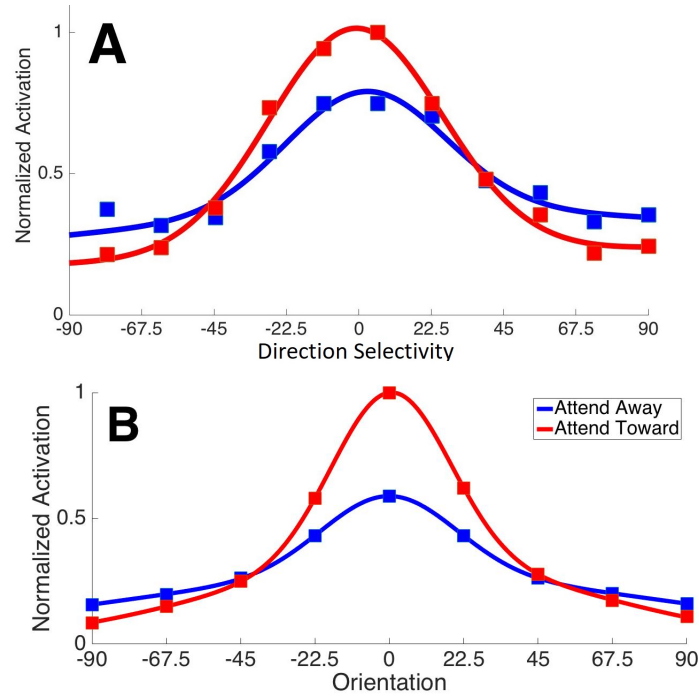 A
1
0.5
0
Normalized Activation
-90 -67.5 -45 -22.5 0 22.5 45 67.5 90
Direction Selectivity
B
Attend Away
Attend Toward
1
0.5
0
Normalized Activation
-90 -67.5 -45 -22.5 0 22.5 45 67.5 90
Orientation